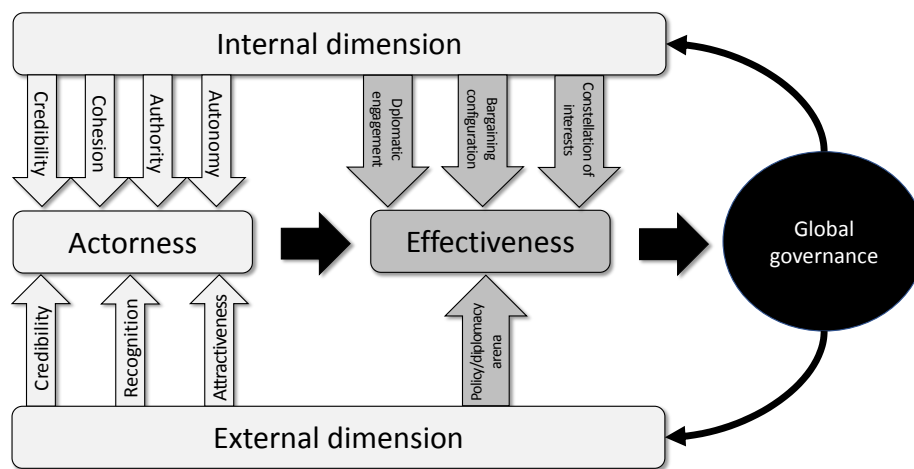 Internal dimension
Credibility
Cohesion
Authority
Autonomy
Dplomatic
engagement
Bargaining
configuration
Constellation of
interests
Actorness
Effectiveness
Global
governance
Credibility
Recognition
Attractiveness
Policy/diplomacy
arena
External dimension